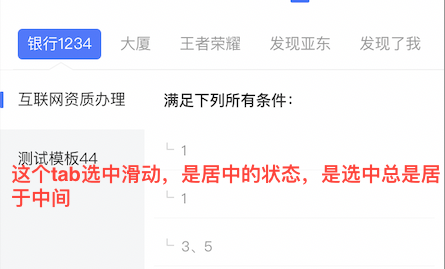 银行1234 大厦 王者荣耀 发现亚东 发现了我
互联网资质办理 满足下列所有条件：
1
测试模板44
这个tab选中滑动，是居中的状态，是选中总是居
于中间
1
3、5